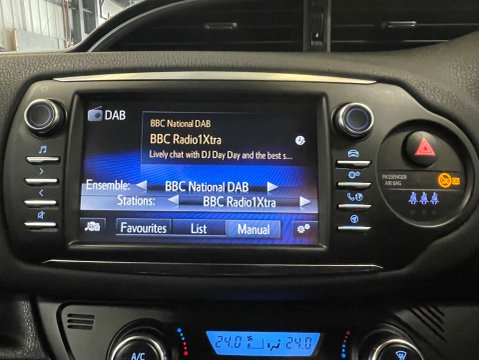 DAB
BBC National DAB
BBC Radio1Xtra
Lively chat with DJ Day Day and the best s...
Ensemble: BBC National DAB
Stations: BBC Radio1Xtra
Favourites List Manual
PASSENGER
AIR BAG
24.0 24.0
A/C